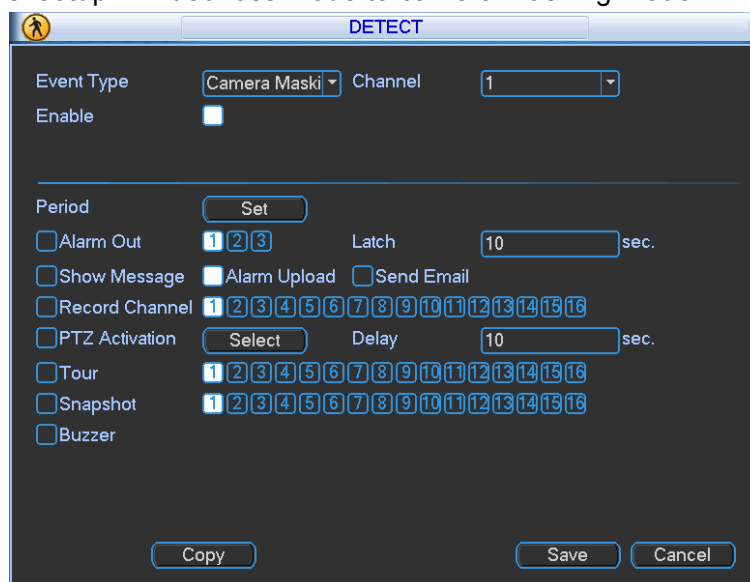 DETECT
Event Type Camera Maski Channel 1
Enable
Period Set
Alarm Out 1 2 3 Latch 10 sec.
Show Message Alarm Upload Send Email
Record Channel 1 2 3 4 5 6 7 8 9 10 11 12 13 14 15 16
PTZ Activation Select Delay 10 sec.
Tour 1 2 3 4 5 6 7 8 9 10 11 12 13 14 15 16
Snapshot 1 2 3 4 5 6 7 8 9 10 11 12 13 14 15 16
Buzzer
Copy Save Cancel